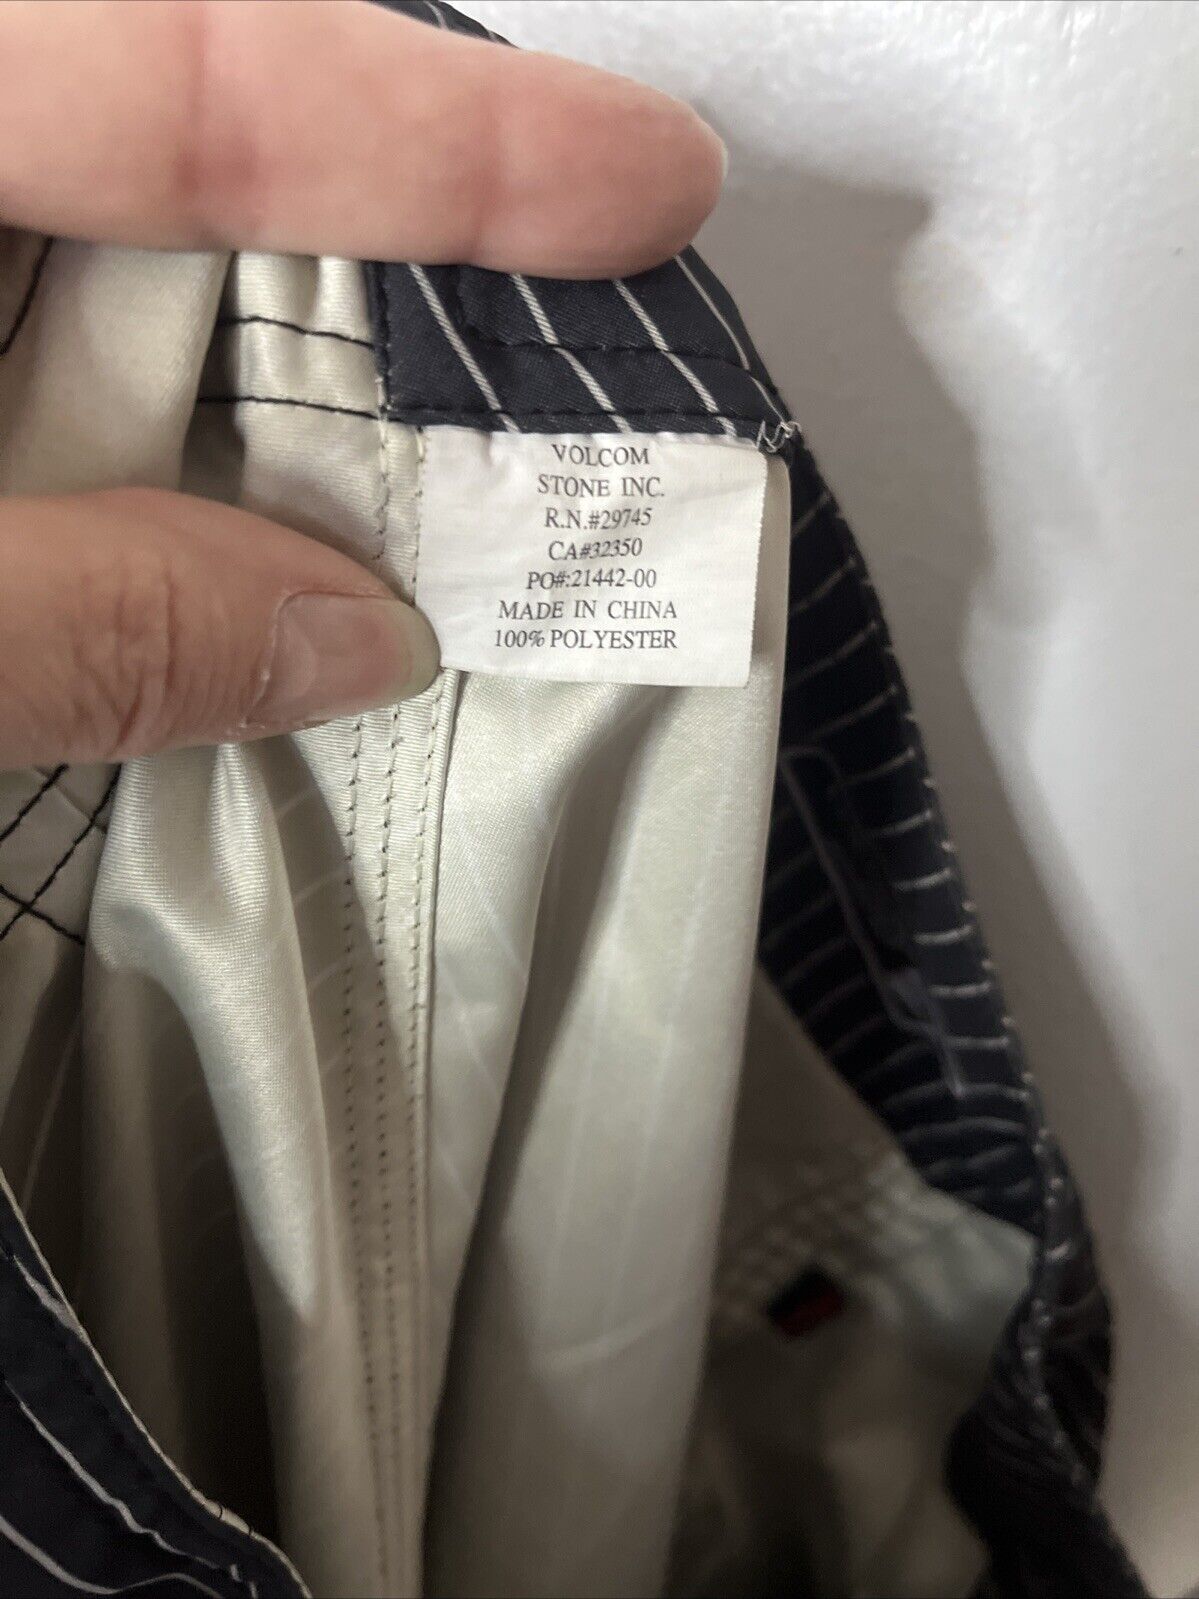 VOLCOM
STONE INC.
R.N.#29745
CA#32350
PO#:21442-00
MADE IN CHINA
100% POLYESTER